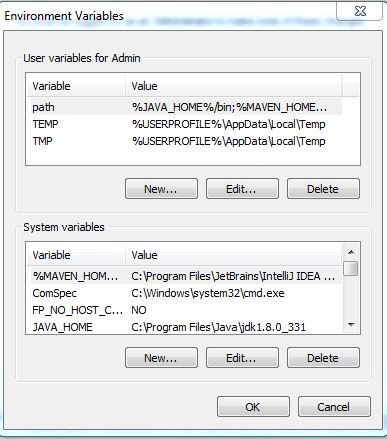 Environment Variables
User variables for Admin
Variable Value
path %JAVA_HOME%/bin;%MAVEN_HOME...
TEMP %USERPROFILE%\AppData\Local\Temp
TMP %USERPROFILE%\AppData\Local\Temp
New... Edit... Delete
System variables
Variable Value
%MAVEN_HOM... C:\Program Files\JetBrains\IntelliJ IDEA ...
ComSpec C:\Windows\system32\cmd.exe
FP_NO_HOST_C... NO
JAVA_HOME C:\Program Files\Java\jdk1.8.0_331
New... Edit... Delete
OK Cancel